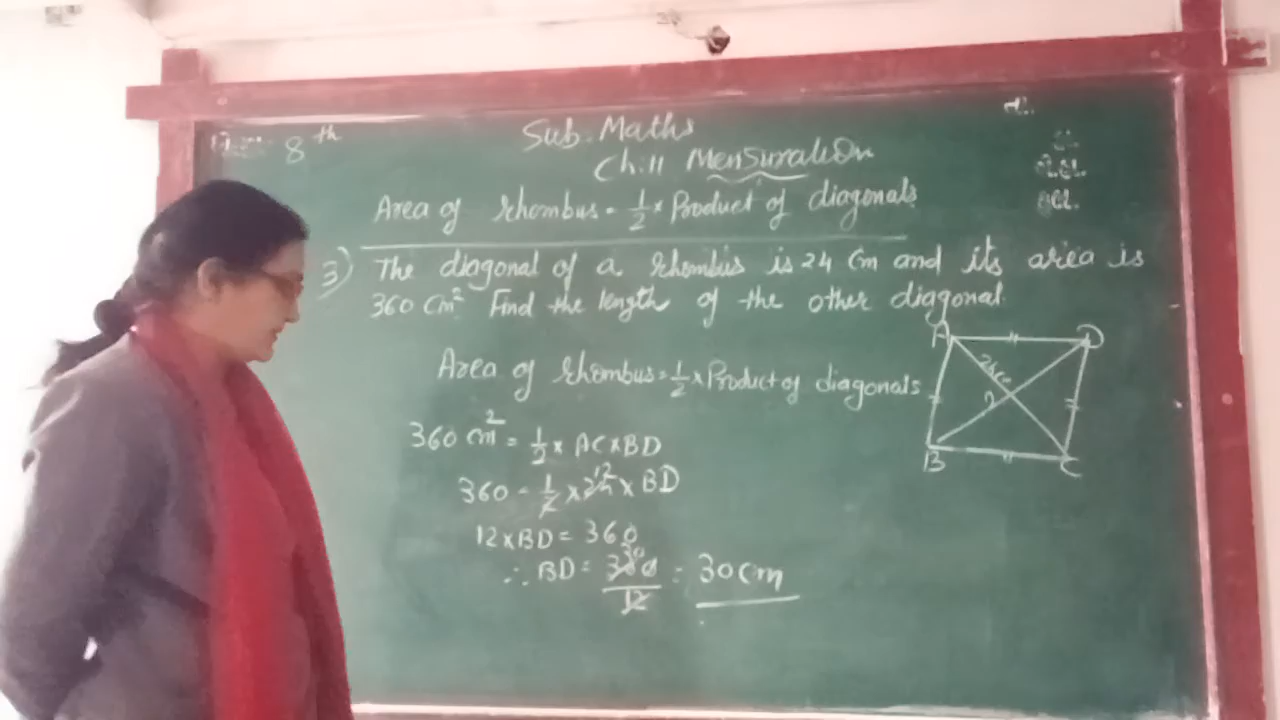 8th
Sub. Maths
Ch. 11 Mensuration
Area of rhombus = 1/2 × Product of diagonals
3) The diagonal of a rhombus is 24 cm and its area is
360 cm². Find the length of the other diagonal.
A D
24cm
?
B C
Area of rhombus = 1/2 × Product of diagonals
360 cm² = 1/2 × AC × BD
360 = 1/2 × 24 12 × BD
12 × BD = 360
∴ BD = 360 30 / 12 = 30 cm